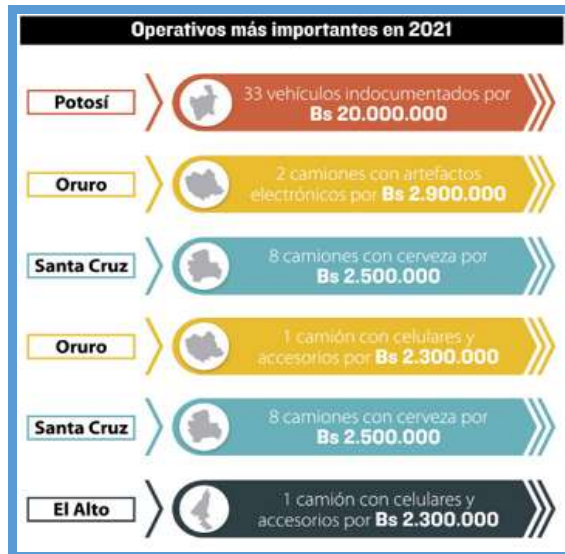 Operativos más importantes en 2021
Potosí
33 vehículos indocumentados por
Bs 20.000.000
Oruro
2 camiones con artefactos
electrónicos por Bs 2.900.000
Santa Cruz
8 camiones con cerveza por
Bs 2.500.000
Oruro
1 camión con celulares y
accesorios por Bs 2.300.000
Santa Cruz
8 camiones con cerveza por
Bs 2.500.000
El Alto
1 camión con celulares y
accesorios por Bs 2.300.000